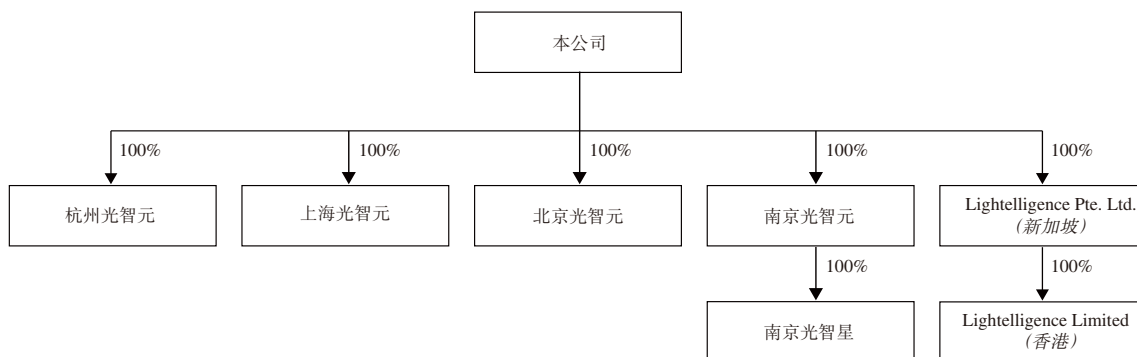 本公司
100%
100%
100%
100%
100%
杭州光智元
上海光智元
北京光智元
南京光智元
Lightelligence Pte. Ltd.
（新加坡）
100%
100%
南京光智星
Lightelligence Limited
（香港）